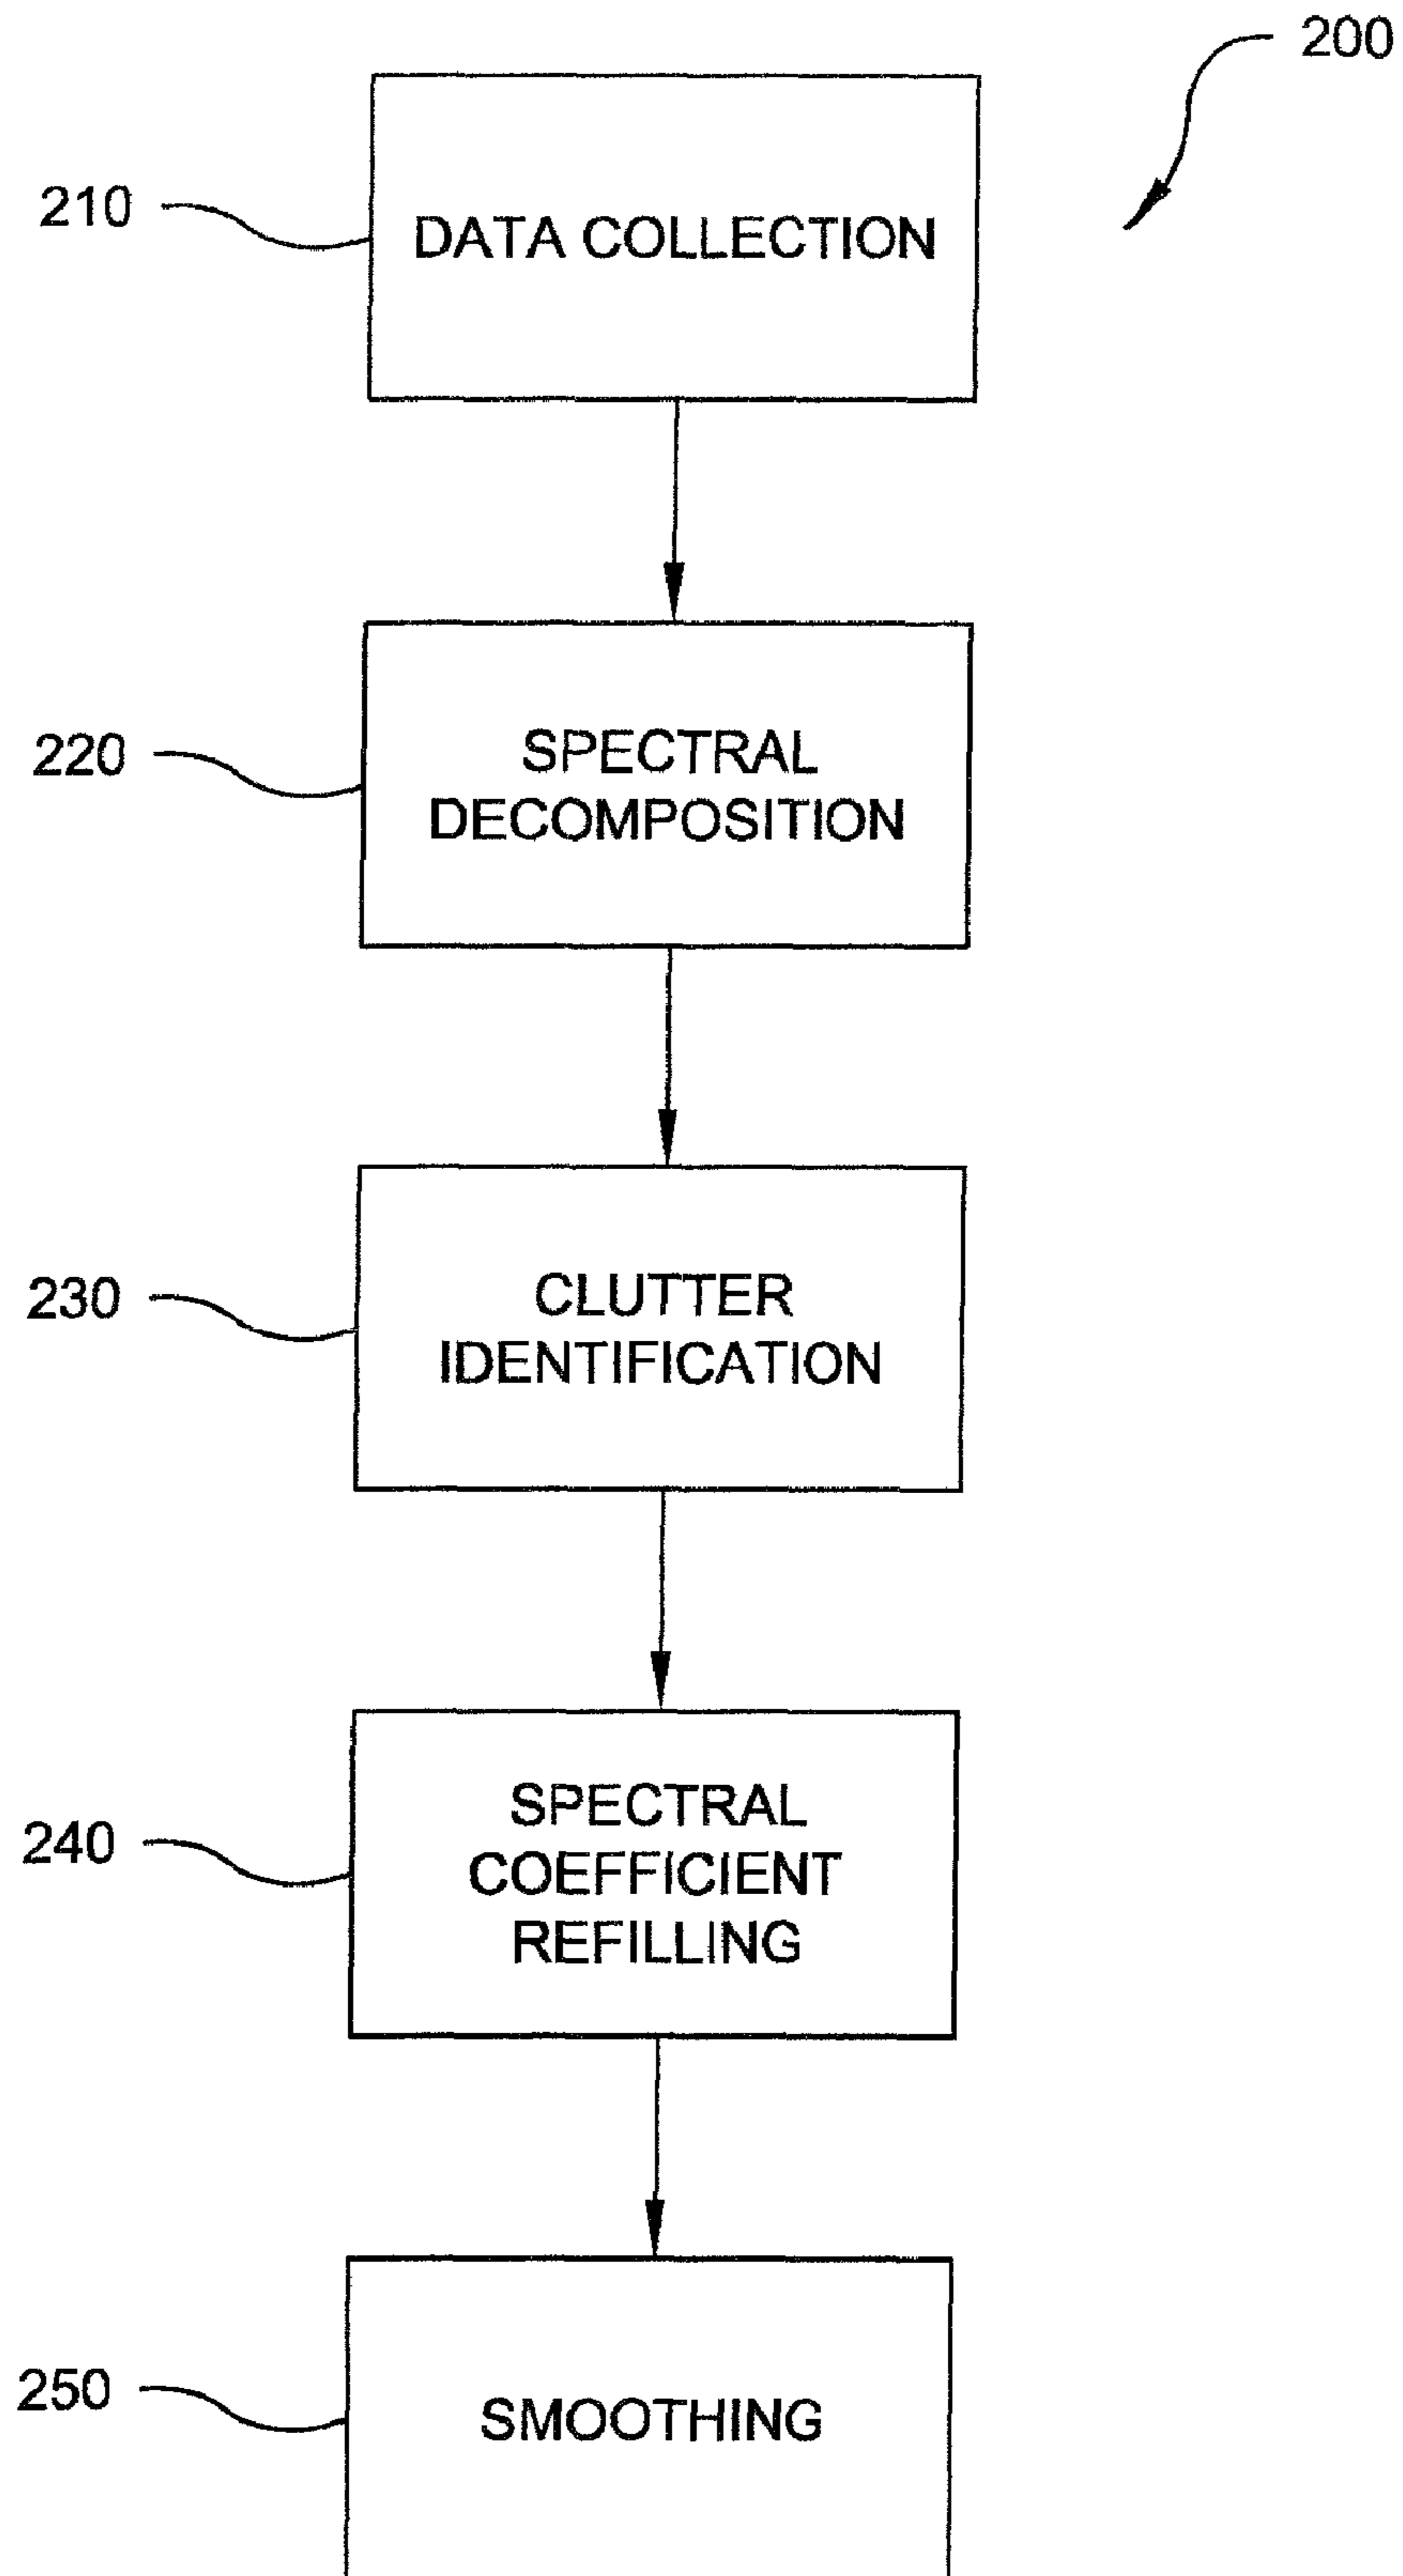 200
210
DATA COLLECTION
220
SPECTRAL
DECOMPOSITION
230
CLUTTER
IDENTIFICATION
240
SPECTRAL
COEFFICIENT
REFILLING
250
SMOOTHING